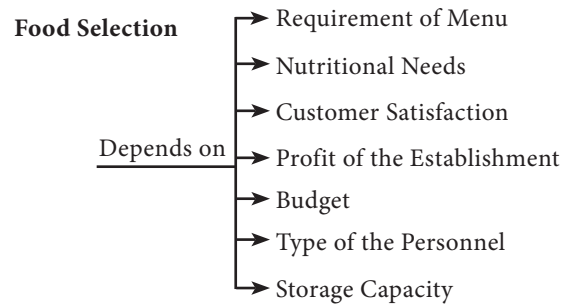 Food Selection
Requirement of Menu
Nutritional Needs
Customer Satisfaction
Depends on
Profit of the Establishment
Budget
Type of the Personnel
Storage Capacity